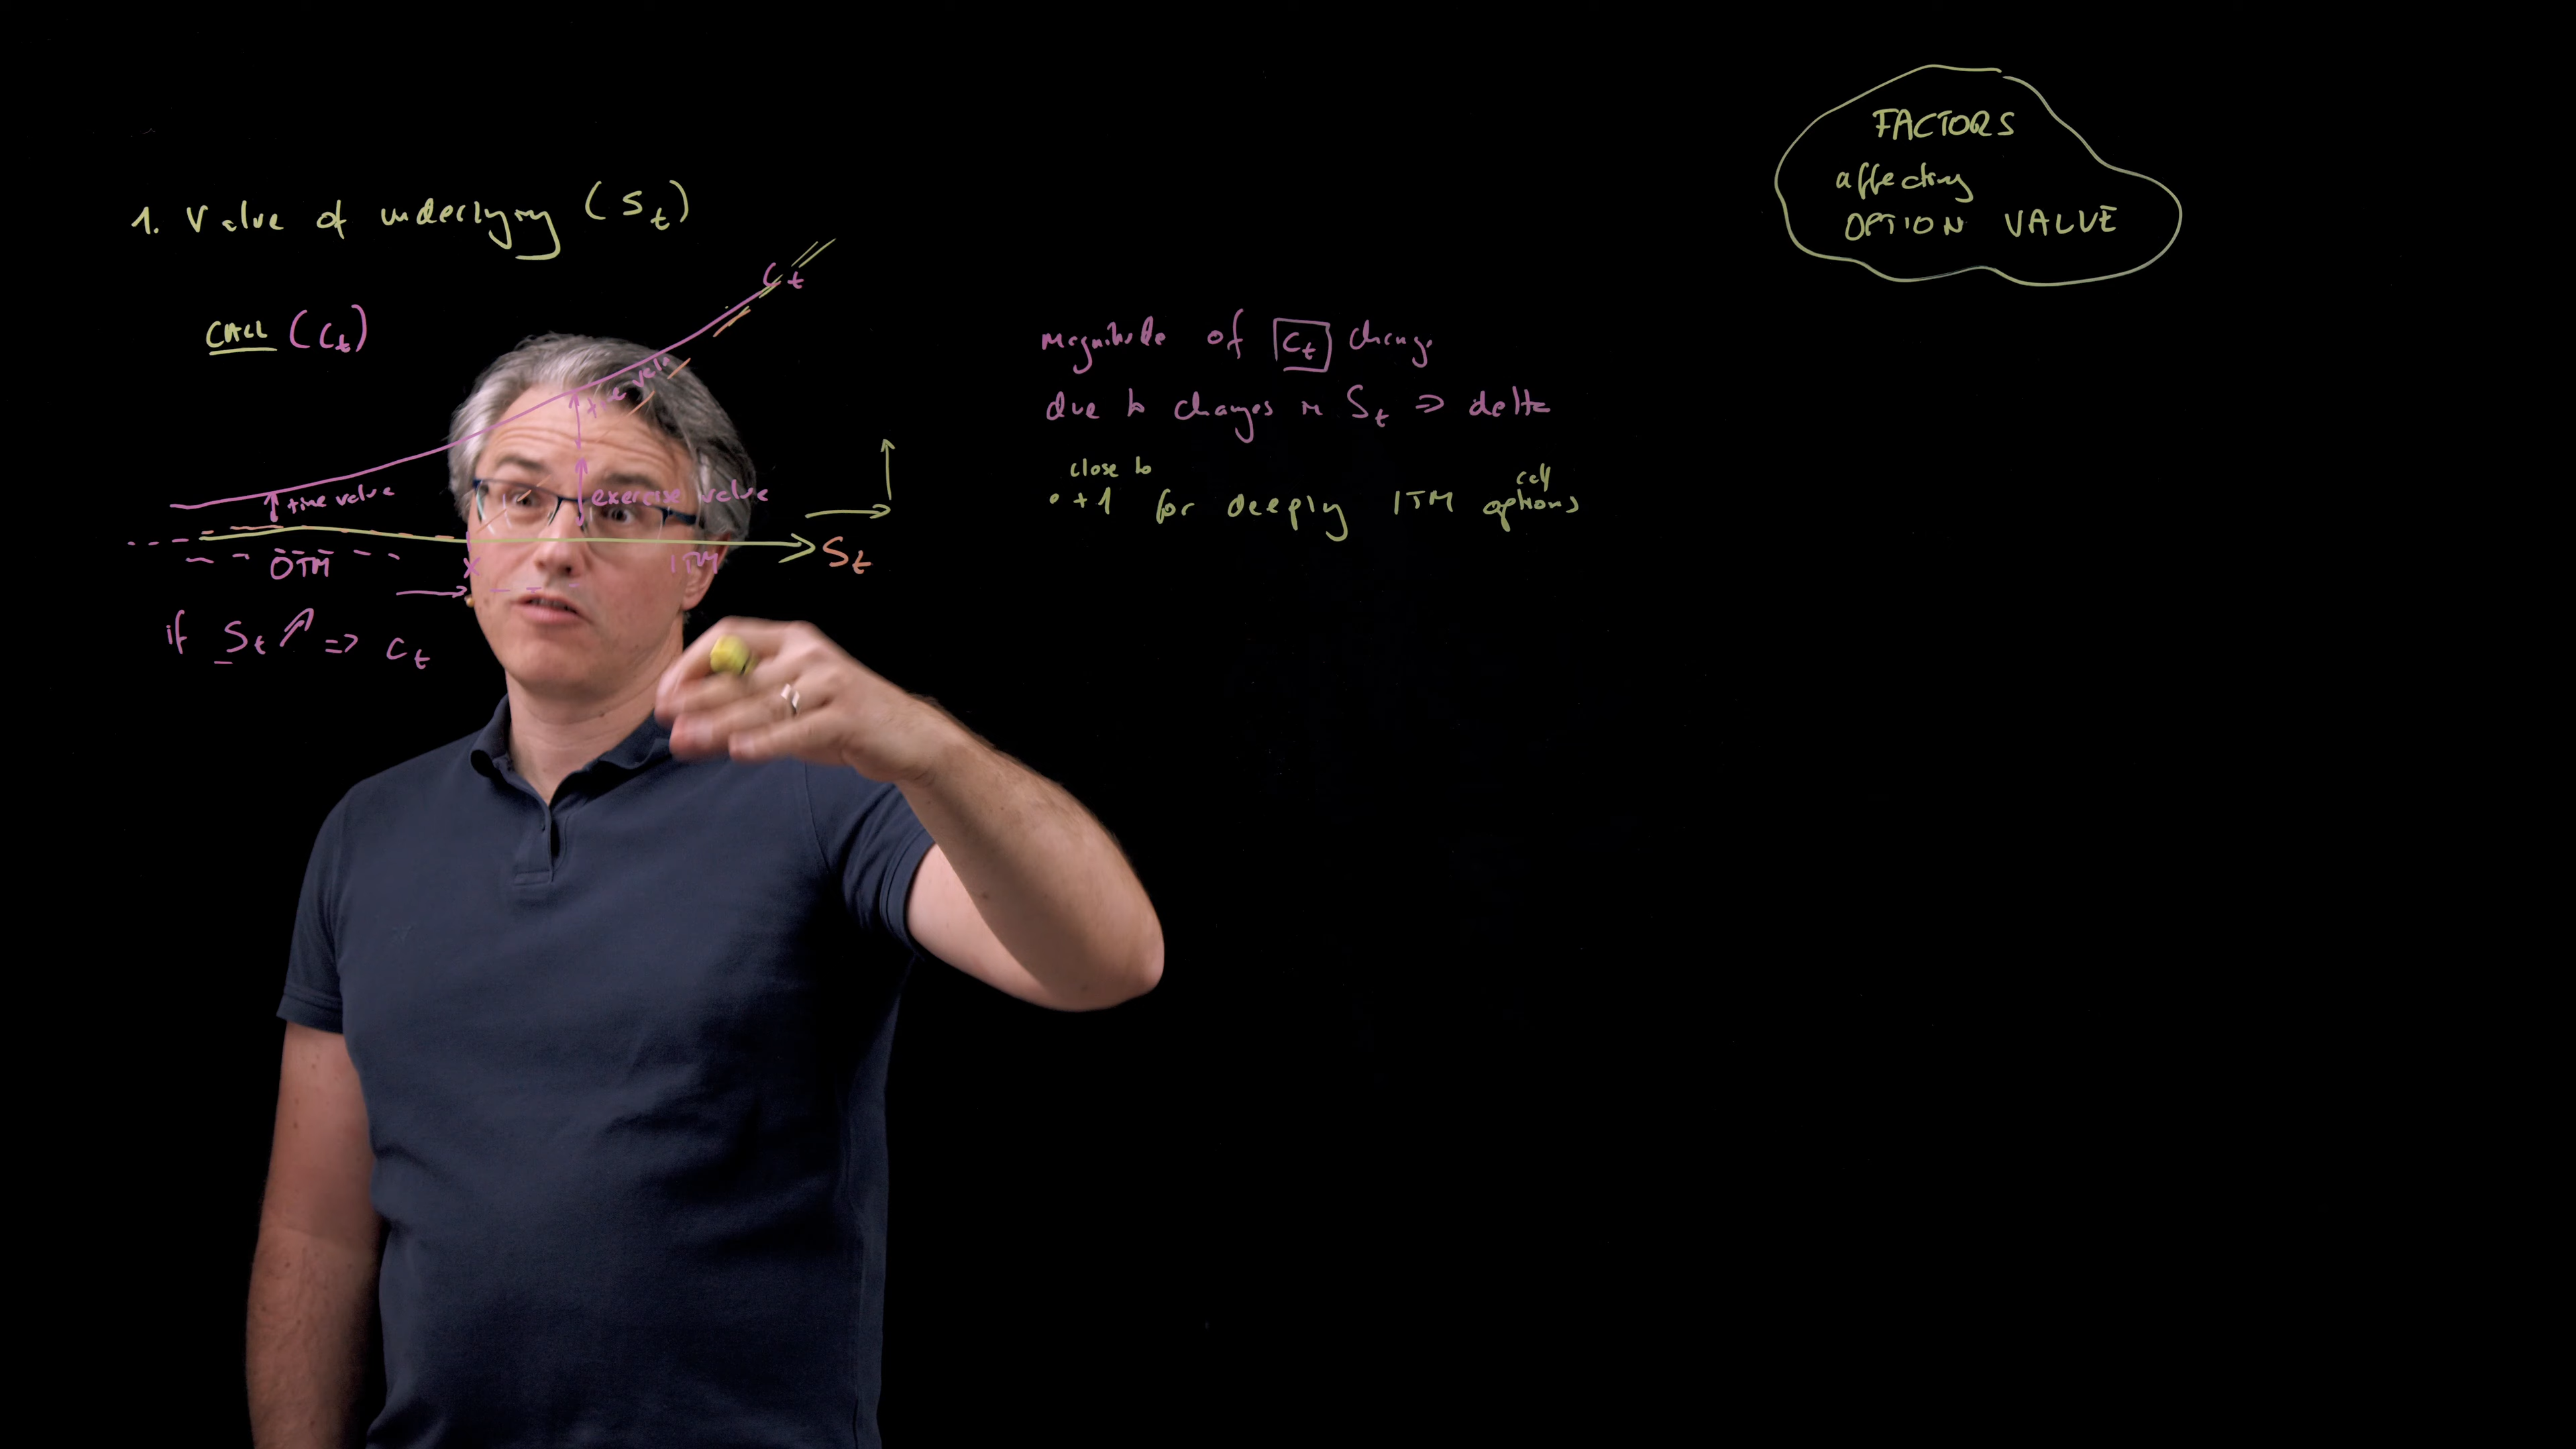 FACTORS
affecting
OPTION VALUE
1. Value of underlying (St)
CALL (Ct)
Ct
time value
time value
exercise value
OTM
X
ITM
St
if St ↗ => Ct
magnitude of Ct change
due to changes in St => delta
close to
call
• +1 for deeply ITM options